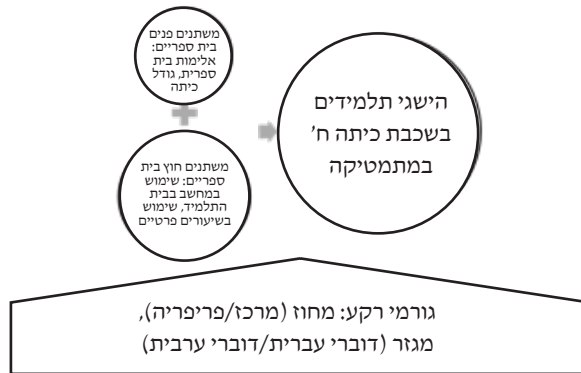 משתנים פנים
בית ספריים:
אלימות בית
ספרית, גודל
כיתה
משתנים חוץ בית
ספריים: שימוש
במחשב בבית
התלמיד, שימוש
בשיעורים פרטיים
הישגי תלמידים
בשכבת כיתה ח'
במתמטיקה
גורמי רקע: מחוז (מרכז/פריפריה),
מגזר (דוברי עברית/דוברי ערבית)